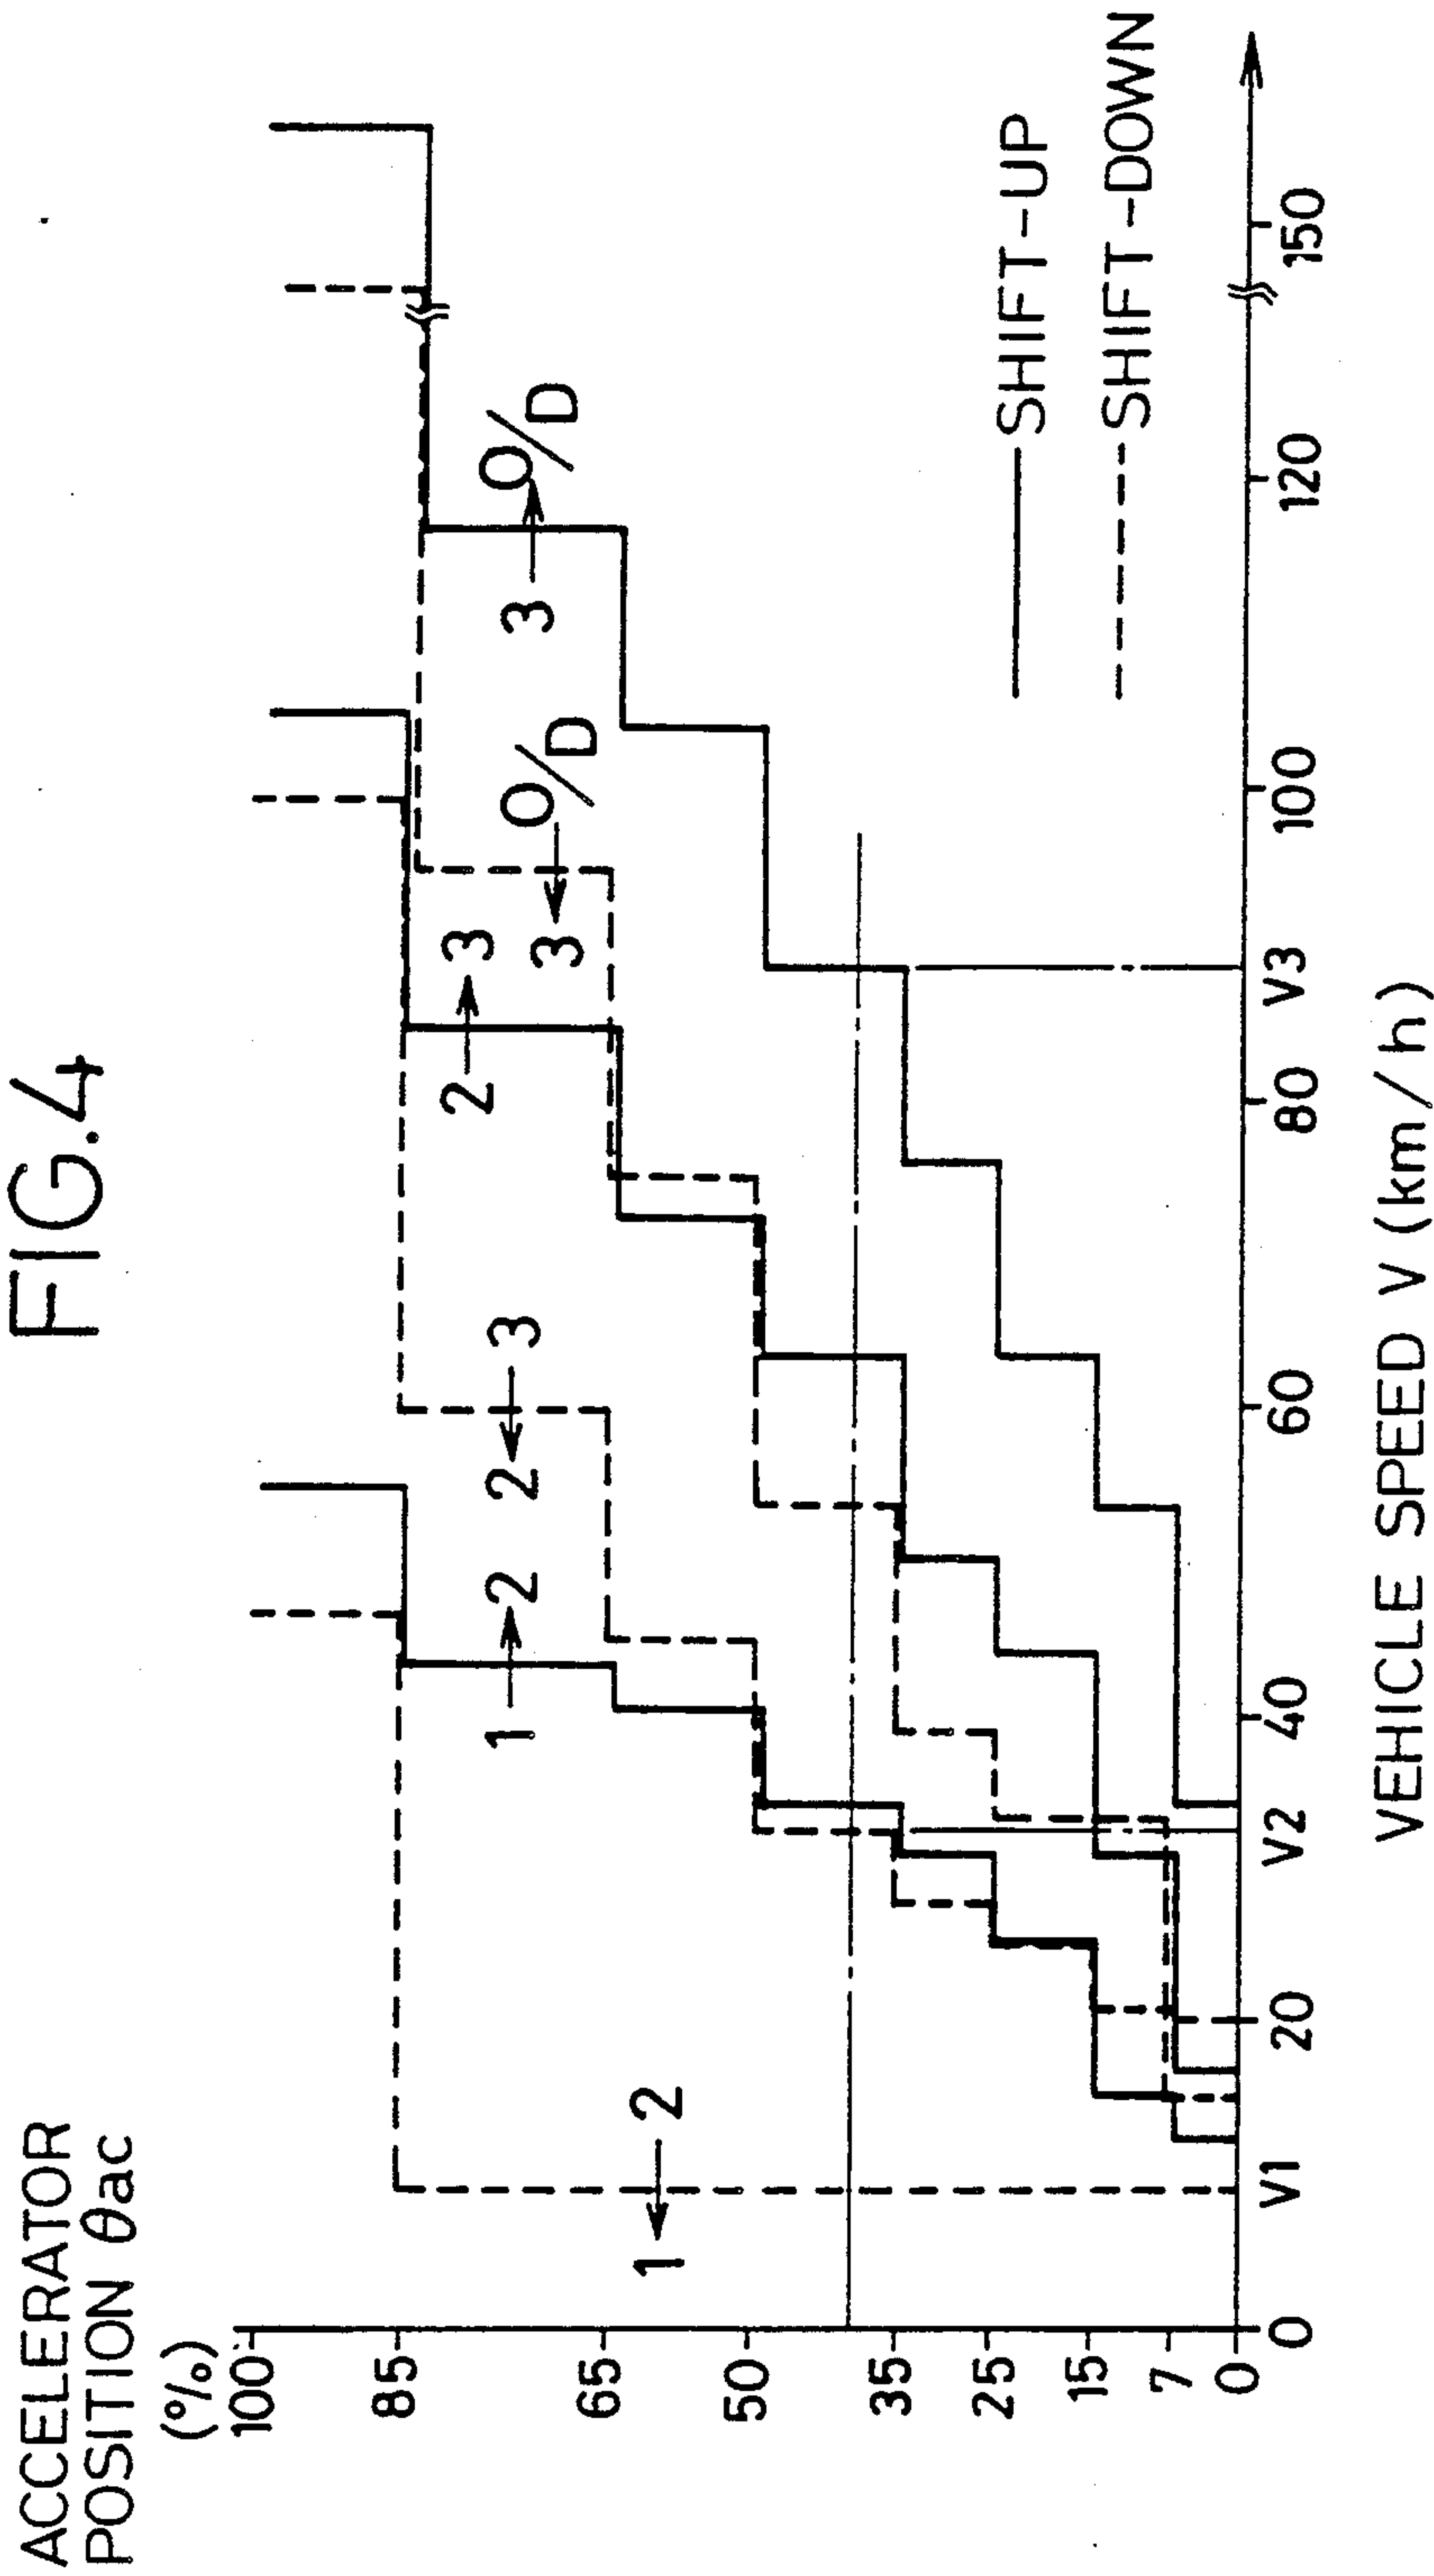 FIG.4
ACCELERATOR
POSITION θac
(%)
100
85
65
50
35
25
15
7
0
1→2
2←3
2→3
3←O/D
3→O/D
1←2
SHIFT-UP
SHIFT-DOWN
0 V1 20 V2 40 60 80 V3 100 120 150
VEHICLE SPEED V (km/h)